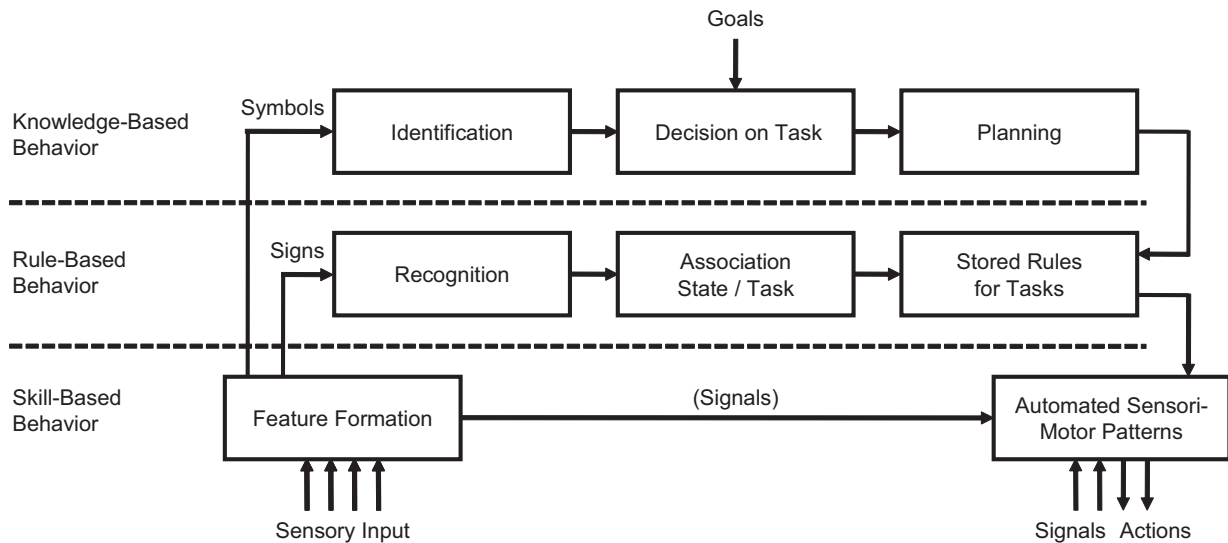 Goals
Knowledge-Based
Behavior
Symbols
Identification
Decision on Task
Planning
Rule-Based
Behavior
Signs
Recognition
Association
State / Task
Stored Rules
for Tasks
Skill-Based
Behavior
Feature Formation
(Signals)
Automated Sensori-
Motor Patterns
Sensory Input
Signals Actions